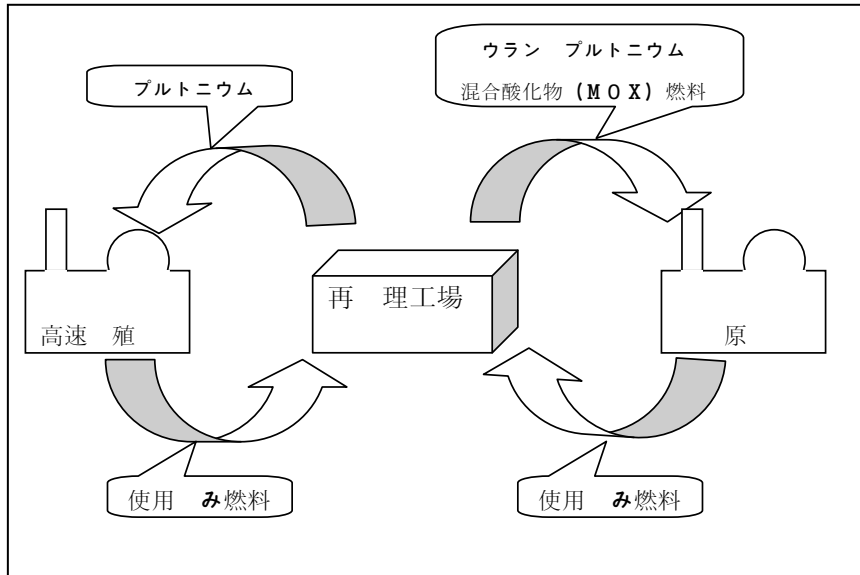 プルトニウム
ウラン プルトニウム
混合酸化物(MOX)燃料
再 理工場
高速 殖
原
使用 み燃料
使用 み燃料